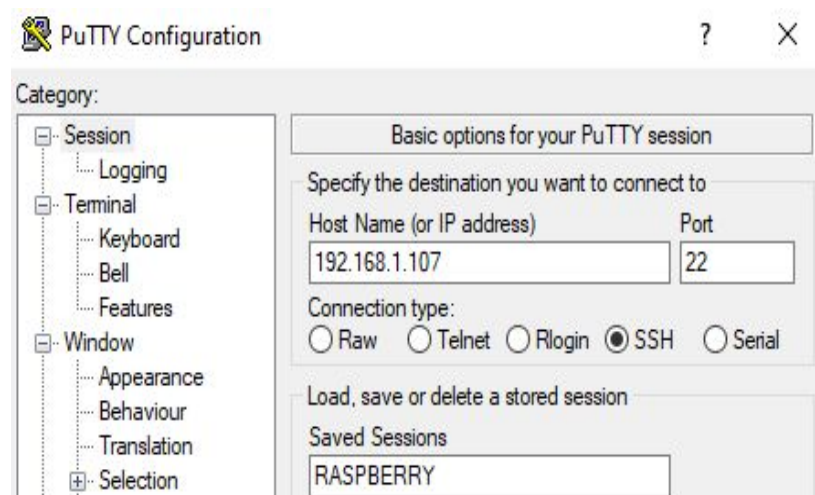 PuTTY Configuration ? X
Category:
Session
Logging
Terminal
Keyboard
Bell
Features
Window
Appearance
Behaviour
Translation
Selection
Basic options for your PuTTY session
Specify the destination you want to connect to
Host Name (or IP address) Port
192.168.1.107 22
Connection type:
Raw Telnet Rlogin SSH Serial
Load, save or delete a stored session
Saved Sessions
RASPBERRY